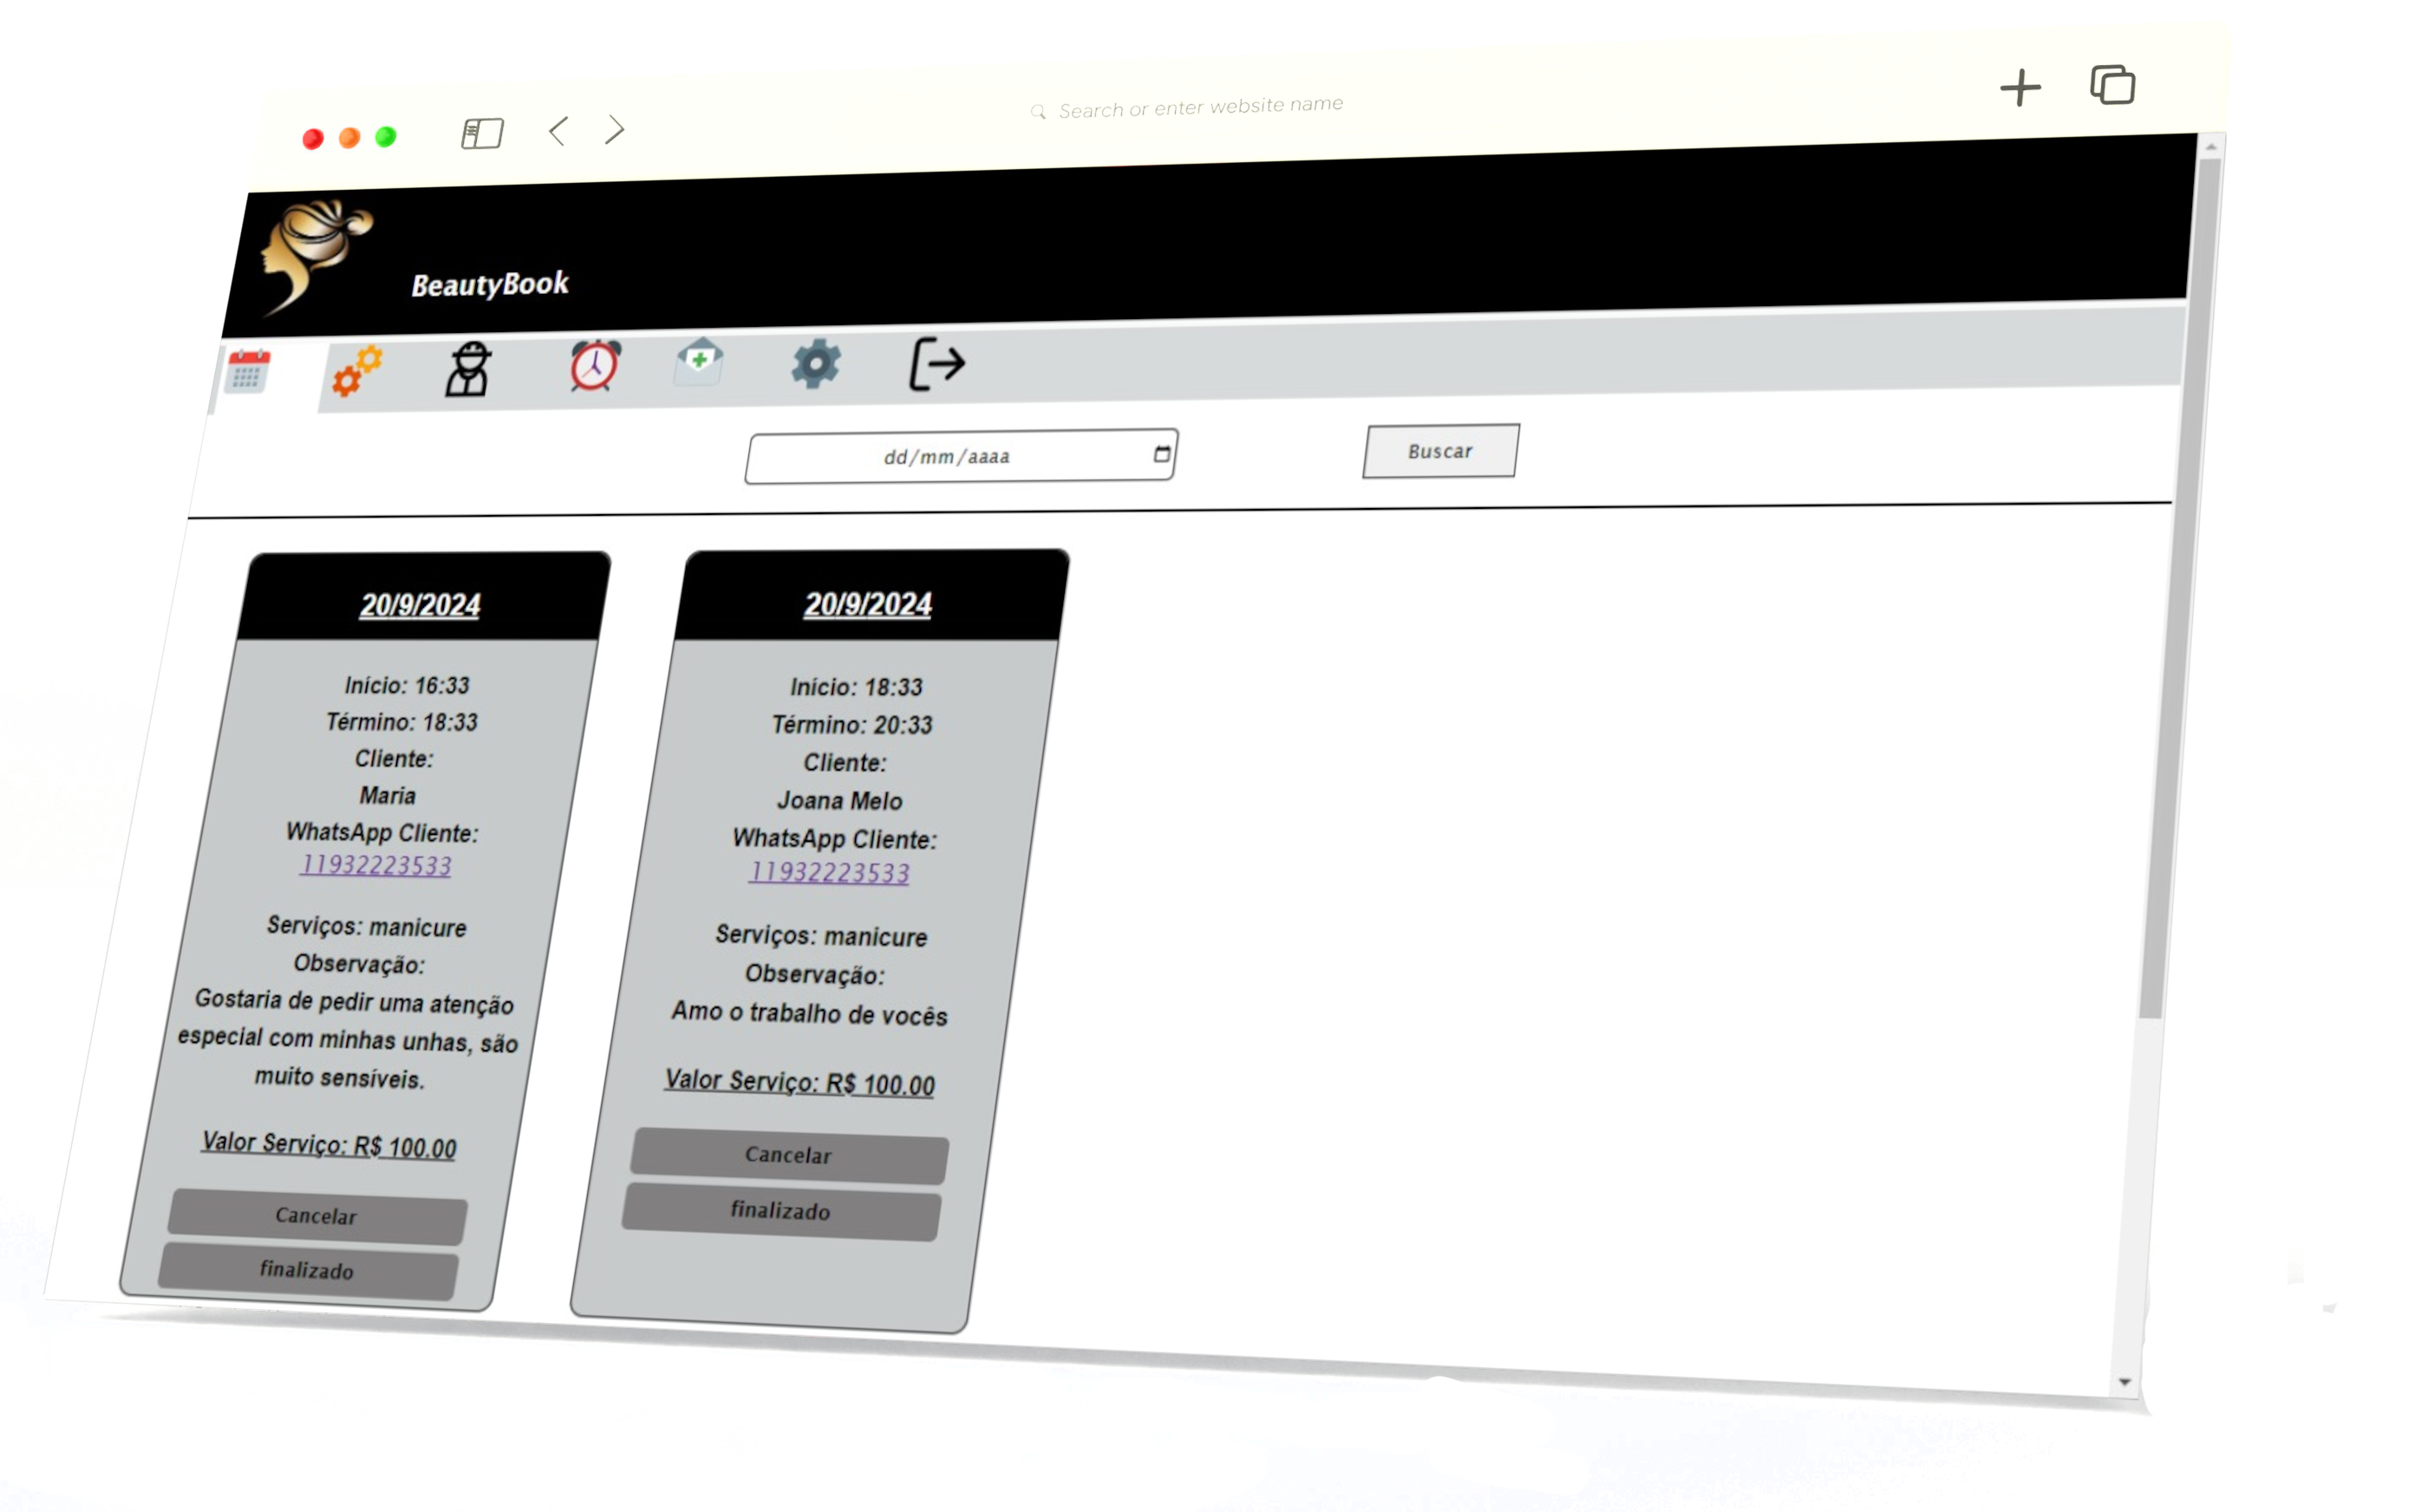 Search or enter website name
BeautyBook
dd/mm/aaaa
Buscar
20/9/2024
Início: 16:33
Término: 18:33
Cliente:
Maria
WhatsApp Cliente:
11932223533
Serviços: manicure
Observação:
Gostaria de pedir uma atenção
especial com minhas unhas, são
muito sensíveis.
Valor Serviço: R$ 100.00
Cancelar
finalizado
20/9/2024
Início: 18:33
Término: 20:33
Cliente:
Joana Melo
WhatsApp Cliente:
11932223533
Serviços: manicure
Observação:
Amo o trabalho de vocês
Valor Serviço: R$ 100.00
Cancelar
finalizado